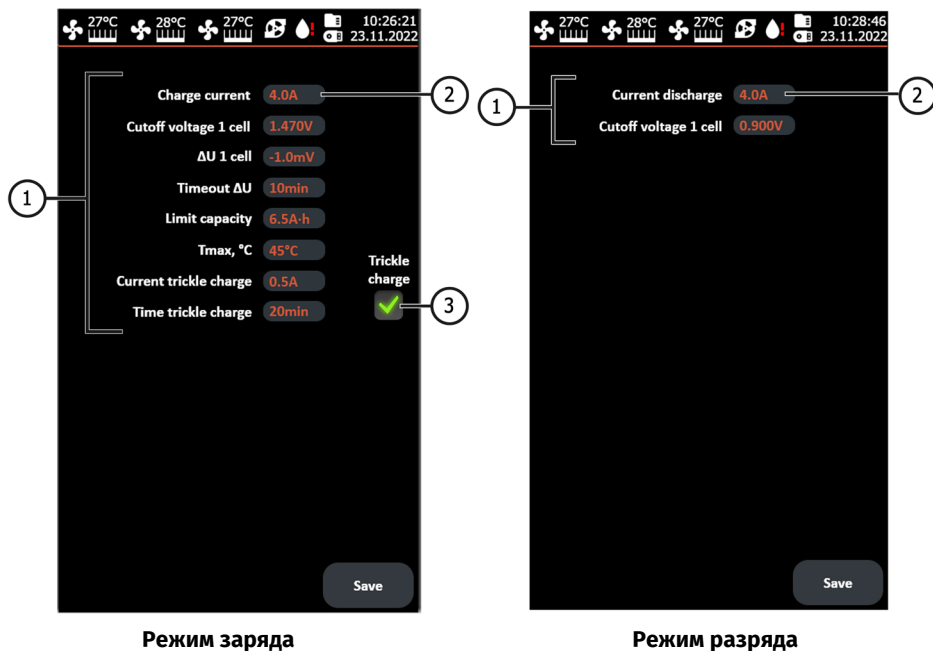 27°C 28°C 27°C 10:26:21
23.11.2022
Charge current 4.0A
Cutoff voltage 1 cell 1.470V
ΔU 1 cell -1.0mV
Timeout ΔU 10min
Limit capacity 6.5A·h
Tmax, °C 45°C
Current trickle charge 0.5A
Time trickle charge 20min
Trickle
charge
Save
1
2
3
Режим заряда
27°C 28°C 27°C 10:28:46
23.11.2022
Current discharge 4.0A
Cutoff voltage 1 cell 0.900V
Save
1
2
Режим разряда